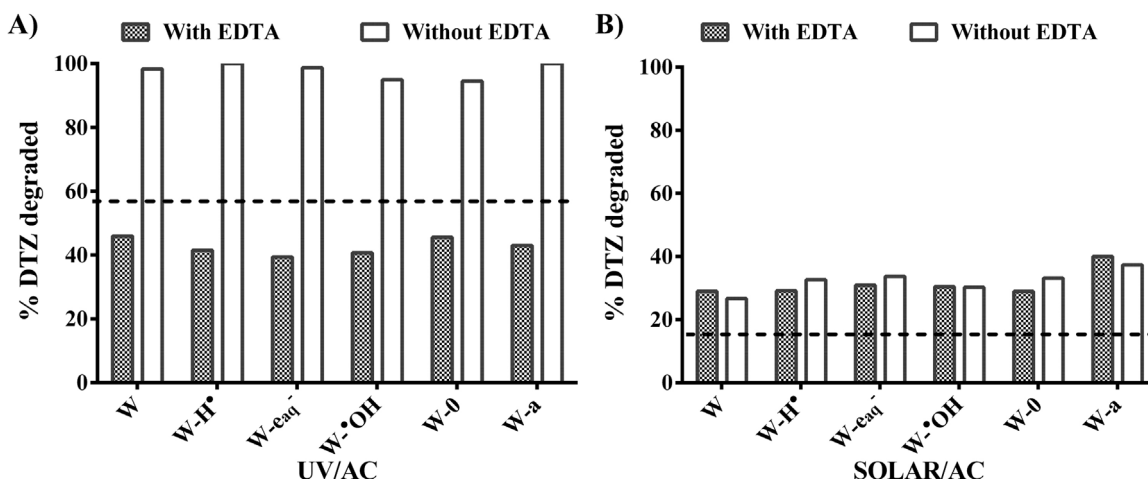 A) With EDTA Without EDTA
% DTZ degraded
100
80
60
40
20
0
W W-H• W-eaq- W-•OH W-0 W-a
UV/AC
B) With EDTA Without EDTA
% DTZ degraded
100
80
60
40
20
0
W W-H• W-eaq- W-•OH W-0 W-a
SOLAR/AC